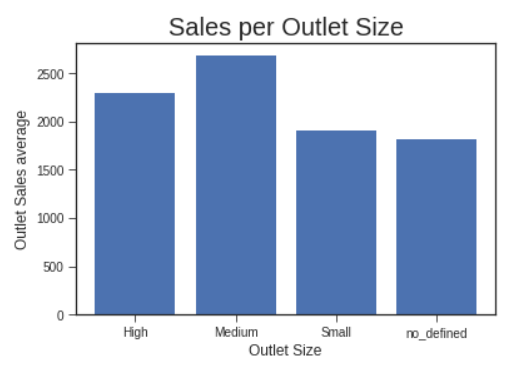 Sales per Outlet Size
Outlet Sales average
2500
2000
1500
1000
500
0
High Medium Small no_defined
Outlet Size